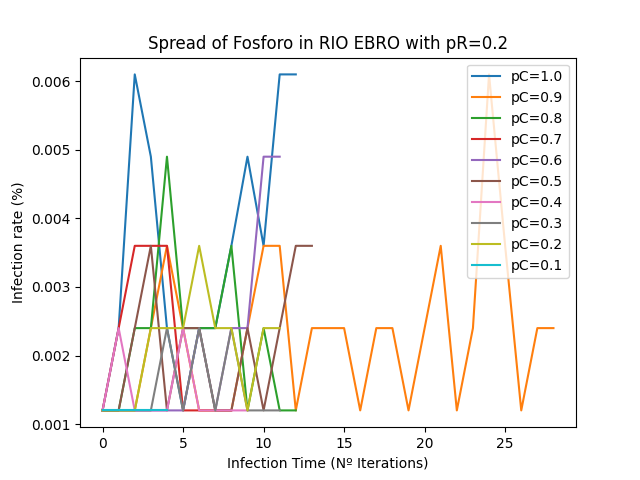 Spread of Fosforo in RIO EBRO with pR=0.2
Infection rate (%)
0.006
0.005
0.004
0.003
0.002
0.001
pC=1.0
pC=0.9
pC=0.8
pC=0.7
pC=0.6
pC=0.5
pC=0.4
pC=0.3
pC=0.2
pC=0.1
0 5 10 15 20 25
Infection Time (Nº Iterations)